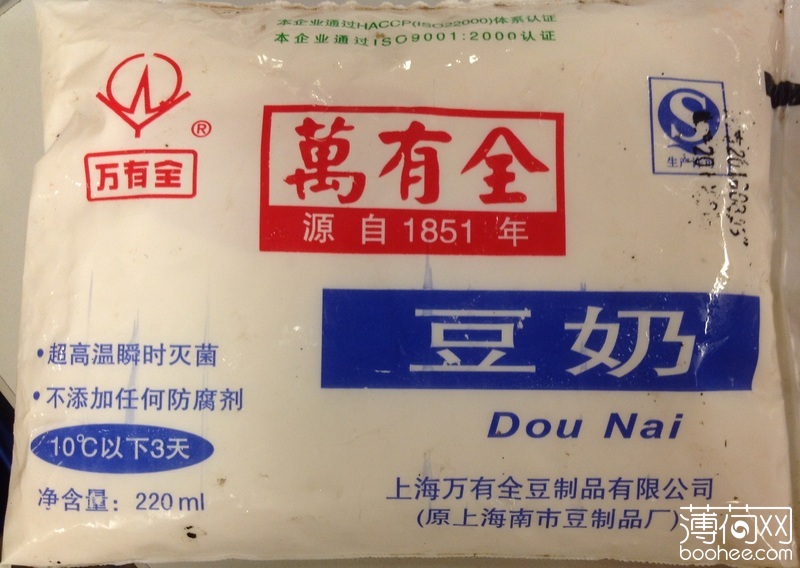 本企业通过HACCP(ISO22000)体系认证
本企业通过ISO9001:2000认证
®
万有全
萬有全
源自1851年
S
豆奶
Dou Nai
·超高温瞬时灭菌
·不添加任何防腐剂
10℃以下3天
净含量：220ml
上海万有全豆制品有限公司
(原上海南市豆制品厂)
薄荷网
boohee.com